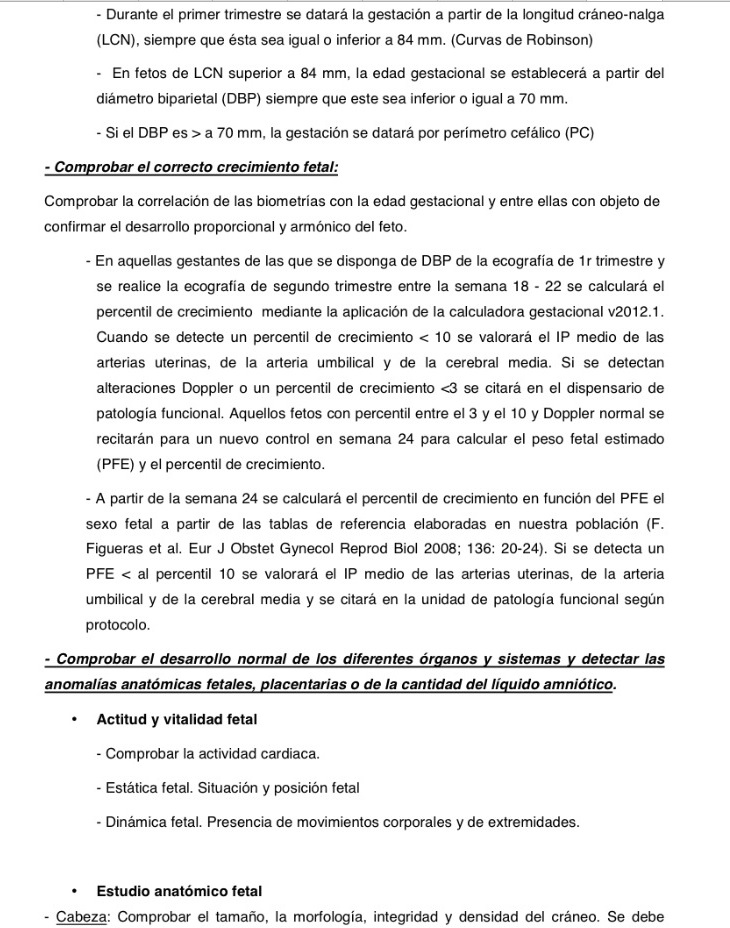 - Durante el primer trimestre se datará la gestación a partir de la longitud cráneo-nalga
(LCN), siempre que ésta sea igual o inferior a 84 mm. (Curvas de Robinson)
- En fetos de LCN superior a 84 mm, la edad gestacional se establecerá a partir del
diámetro biparietal (DBP) siempre que este sea inferior o igual a 70 mm.
- Si el DBP es > a 70 mm, la gestación se datará por perímetro cefálico (PC)
- Comprobar el correcto crecimiento fetal:
Comprobar la correlación de las biometrías con la edad gestacional y entre ellas con objeto de
confirmar el desarrollo proporcional y armónico del feto.
- En aquellas gestantes de las que se disponga de DBP de la ecografía de 1r trimestre y
se realice la ecografía de segundo trimestre entre la semana 18 - 22 se calculará el
percentil de crecimiento mediante la aplicación de la calculadora gestacional v2012.1.
Cuando se detecte un percentil de crecimiento < 10 se valorará el IP medio de las
arterias uterinas, de la arteria umbilical y de la cerebral media. Si se detectan
alteraciones Doppler o un percentil de crecimiento <3 se citará en el dispensario de
patología funcional. Aquellos fetos con percentil entre el 3 y el 10 y Doppler normal se
recitarán para un nuevo control en semana 24 para calcular el peso fetal estimado
(PFE) y el percentil de crecimiento.
- A partir de la semana 24 se calculará el percentil de crecimiento en función del PFE el
sexo fetal a partir de las tablas de referencia elaboradas en nuestra población (F.
Figueras et al. Eur J Obstet Gynecol Reprod Biol 2008; 136: 20-24). Si se detecta un
PFE < al percentil 10 se valorará el IP medio de las arterias uterinas, de la arteria
umbilical y de la cerebral media y se citará en la unidad de patología funcional según
protocolo.
- Comprobar el desarrollo normal de los diferentes órganos y sistemas y detectar las
anomalías anatómicas fetales, placentarias o de la cantidad del líquido amniótico.
• Actitud y vitalidad fetal
- Comprobar la actividad cardiaca.
- Estática fetal. Situación y posición fetal
- Dinámica fetal. Presencia de movimientos corporales y de extremidades.
• Estudio anatómico fetal
- Cabeza: Comprobar el tamaño, la morfología, integridad y densidad del cráneo. Se debe